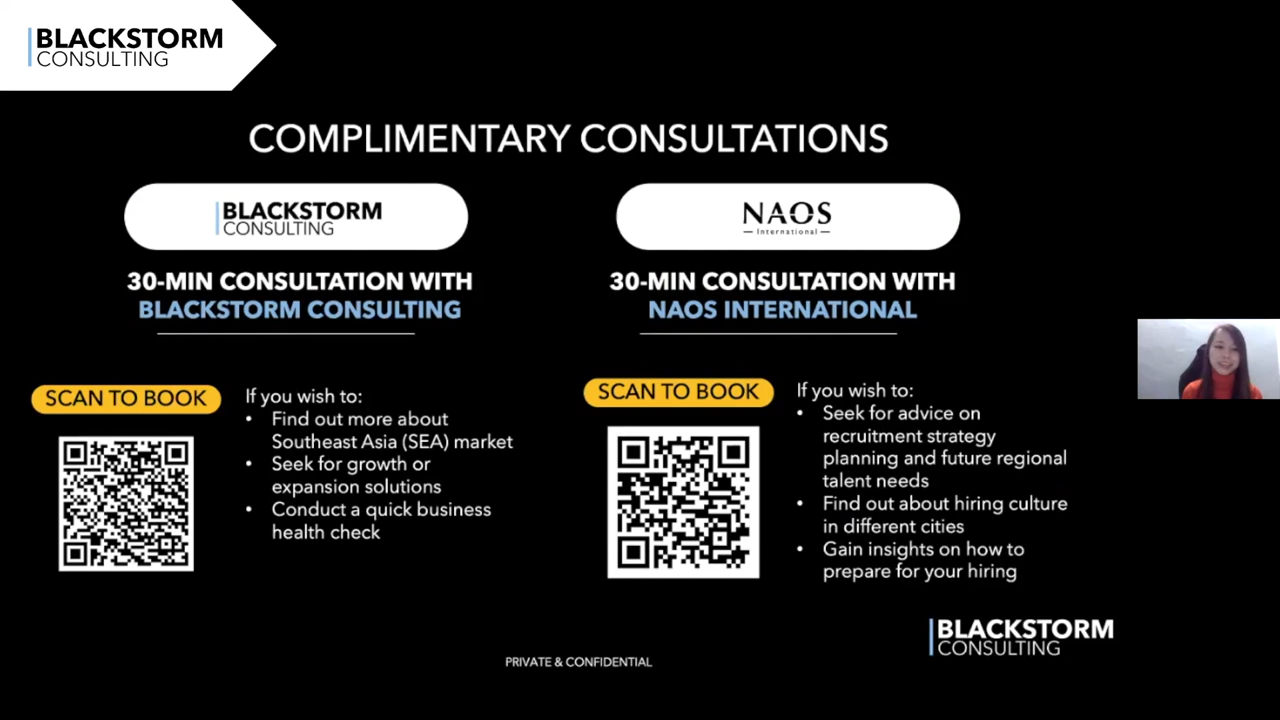 BLACKSTORM
CONSULTING
COMPLIMENTARY CONSULTATIONS
BLACKSTORM
CONSULTING
30-MIN CONSULTATION WITH
BLACKSTORM CONSULTING
SCAN TO BOOK
If you wish to:
• Find out more about
Southeast Asia (SEA) market
• Seek for growth or
expansion solutions
• Conduct a quick business
health check
NAOS
International
30-MIN CONSULTATION WITH
NAOS INTERNATIONAL
SCAN TO BOOK
If you wish to:
• Seek for advice on
recruitment strategy
planning and future regional
talent needs
• Find out about hiring culture
in different cities
• Gain insights on how to
prepare for your hiring
BLACKSTORM
CONSULTING
PRIVATE & CONFIDENTIAL